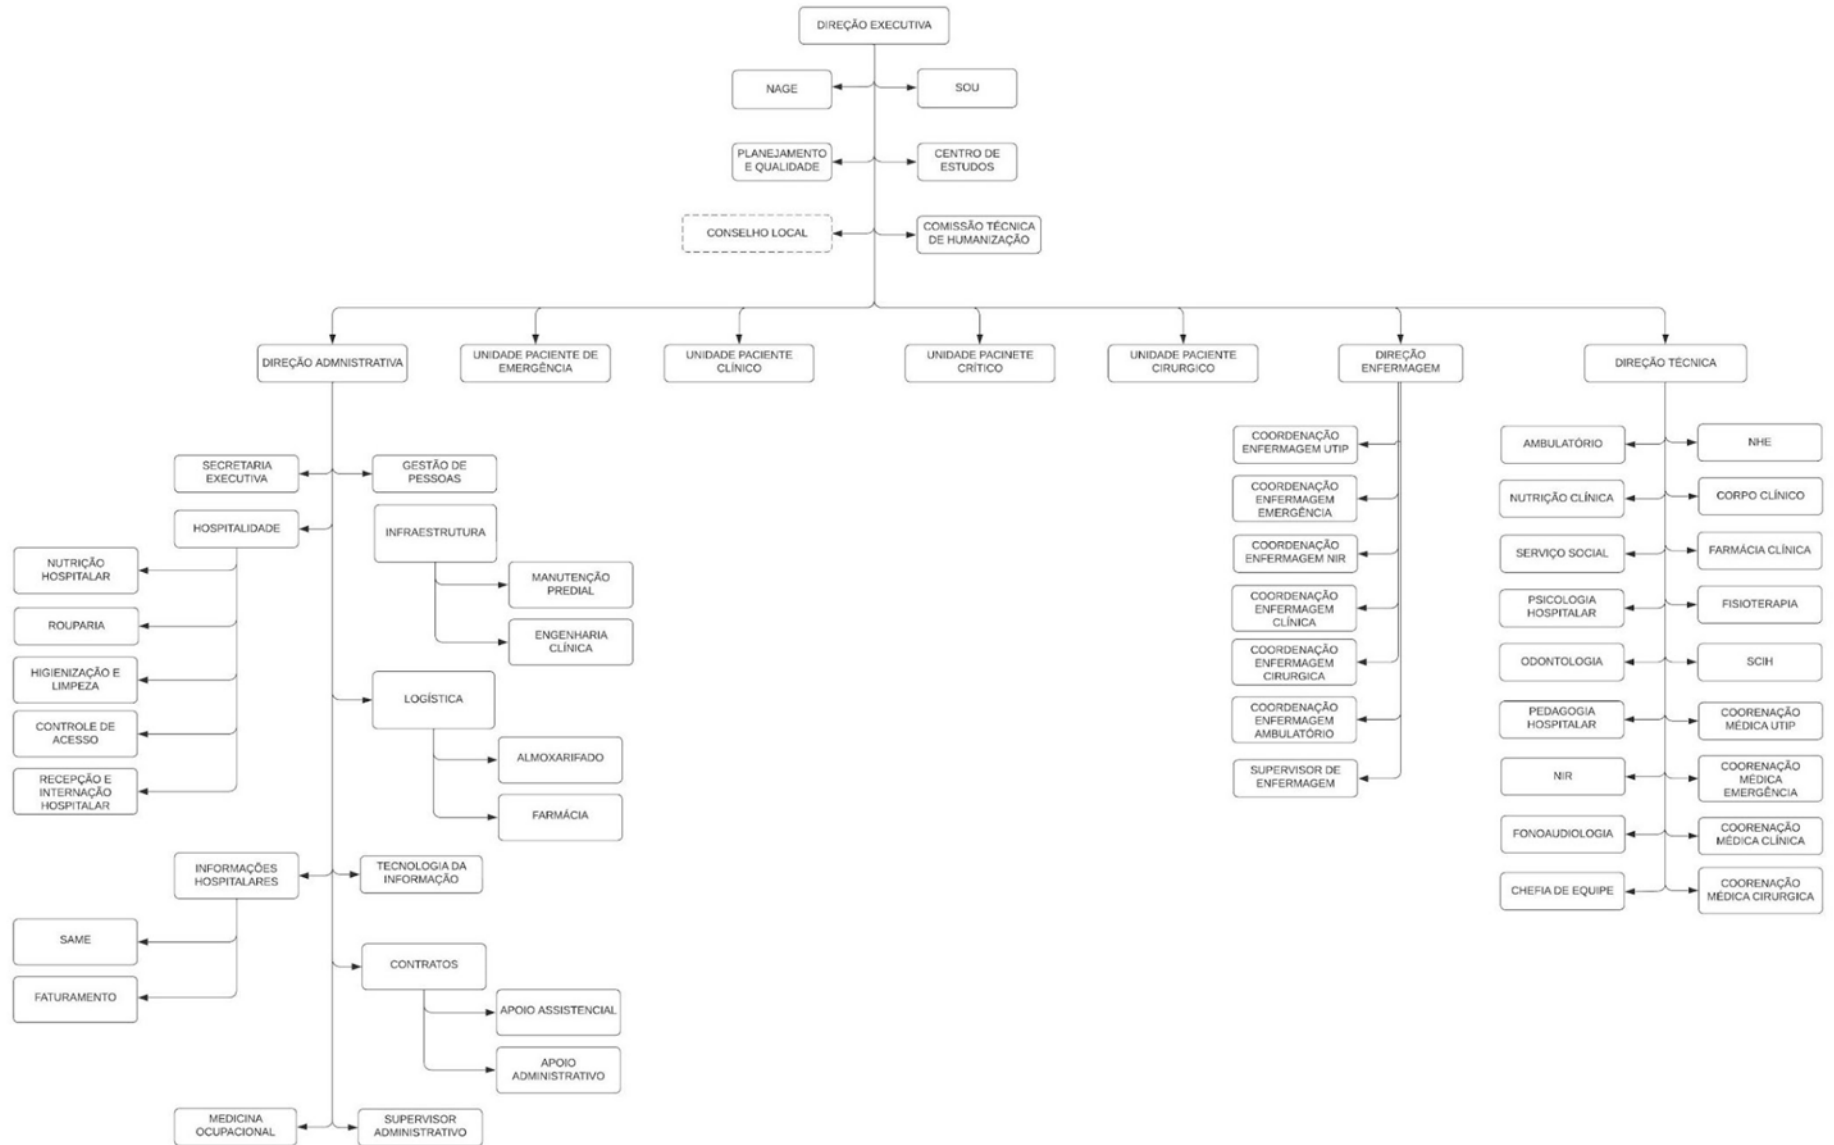 DIREÇÃO EXECUTIVA
NAGE
SOU
PLANEJAMENTO
E QUALIDADE
CENTRO DE
ESTUDOS
CONSELHO LOCAL
COMISSÃO TÉCNICA
DE HUMANIZAÇÃO
DIREÇÃO ADMNISTRATIVA
UNIDADE PACIENTE DE
EMERGÊNCIA
UNIDADE PACIENTE
CLÍNICO
UNIDADE PACINETE
CRÍTICO
UNIDADE PACIENTE
CIRURGICO
DIREÇÃO
ENFERMAGEM
DIREÇÃO TÉCNICA
SECRETARIA
EXECUTIVA
GESTÃO DE
PESSOAS
HOSPITALIDADE
NUTRIÇÃO
HOSPITALAR
ROUPARIA
HIGIENIZAÇÃO E
LIMPEZA
CONTROLE DE
ACESSO
RECEPÇÃO E
INTERNAÇÃO
HOSPITALAR
INFRAESTRUTURA
MANUTENÇÃO
PREDIAL
ENGENHARIA
CLÍNICA
LOGÍSTICA
ALMOXARIFADO
FARMÁCIA
INFORMAÇÕES
HOSPITALARES
TECNOLOGIA DA
INFORMAÇÃO
SAME
FATURAMENTO
CONTRATOS
APOIO ASSISTENCIAL
APOIO
ADMINISTRATIVO
MEDICINA
OCUPACIONAL
SUPERVISOR
ADMINISTRATIVO
COORDENAÇÃO
ENFERMAGEM UTIP
COORDENAÇÃO
ENFERMAGEM
EMERGÊNCIA
COORDENAÇÃO
ENFERMAGEM NIR
COORDENAÇÃO
ENFERMAGEM
CLÍNICA
COORDENAÇÃO
ENFERMAGEM
CIRURGICA
COORDENAÇÃO
ENFERMAGEM
AMBULATÓRIO
SUPERVISOR DE
ENFERMAGEM
AMBULATÓRIO
NHE
NUTRIÇÃO CLÍNICA
CORPO CLÍNICO
SERVIÇO SOCIAL
FARMÁCIA CLÍNICA
PSICOLOGIA
HOSPITALAR
FISIOTERAPIA
ODONTOLOGIA
SCIH
PEDAGOGIA
HOSPITALAR
COORENAÇÃO
MÉDICA UTIP
NIR
COORENAÇÃO
MÉDICA
EMERGÊNCIA
FONOAUDIOLOGIA
COORENAÇÃO
MÉDICA CLÍNICA
CHEFIA DE EQUIPE
COORENAÇÃO
MÉDICA CIRURGICA